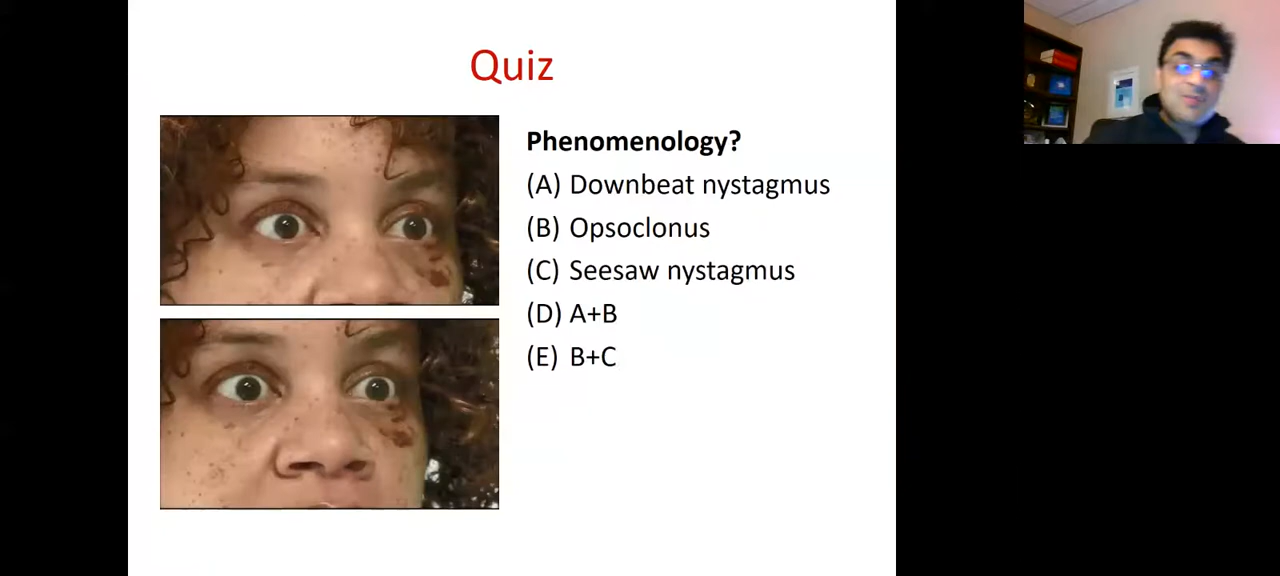 Quiz
Phenomenology?
(A) Downbeat nystagmus
(B) Opsoclonus
(C) Seesaw nystagmus
(D) A+B
(E) B+C